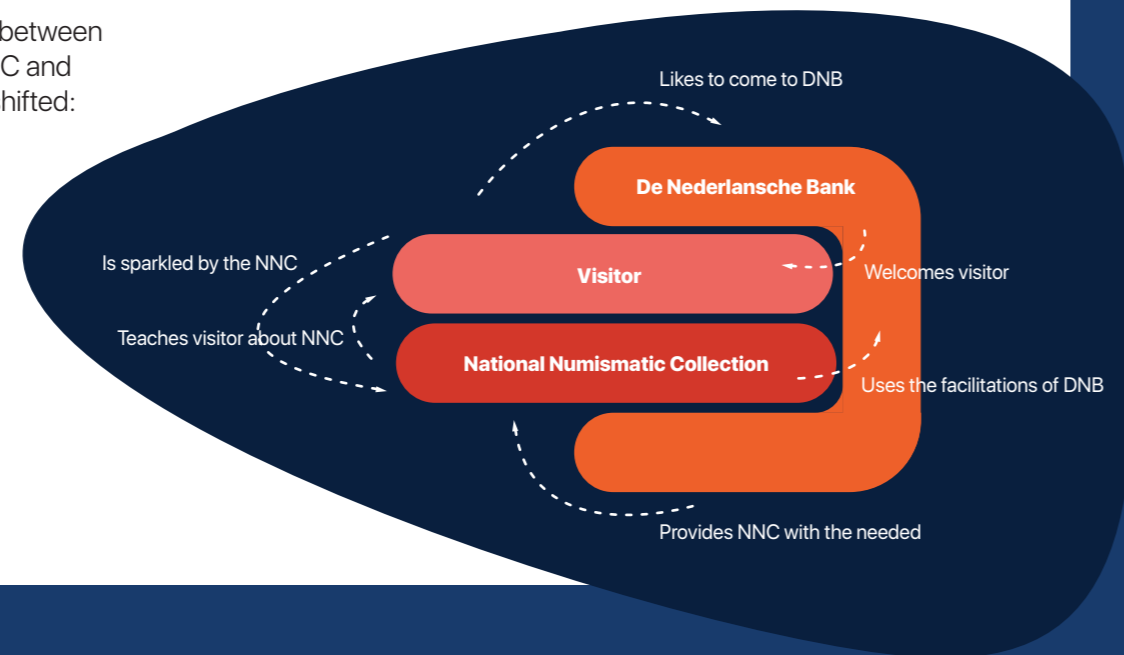 between
C and
hifted:
Likes to come to DNB
De Nederlansche Bank
Is sparkled by the NNC
Visitor
Welcomes visitor
Teaches visitor about NNC
National Numismatic Collection
Uses the facilitations of DNB
Provides NNC with the needed